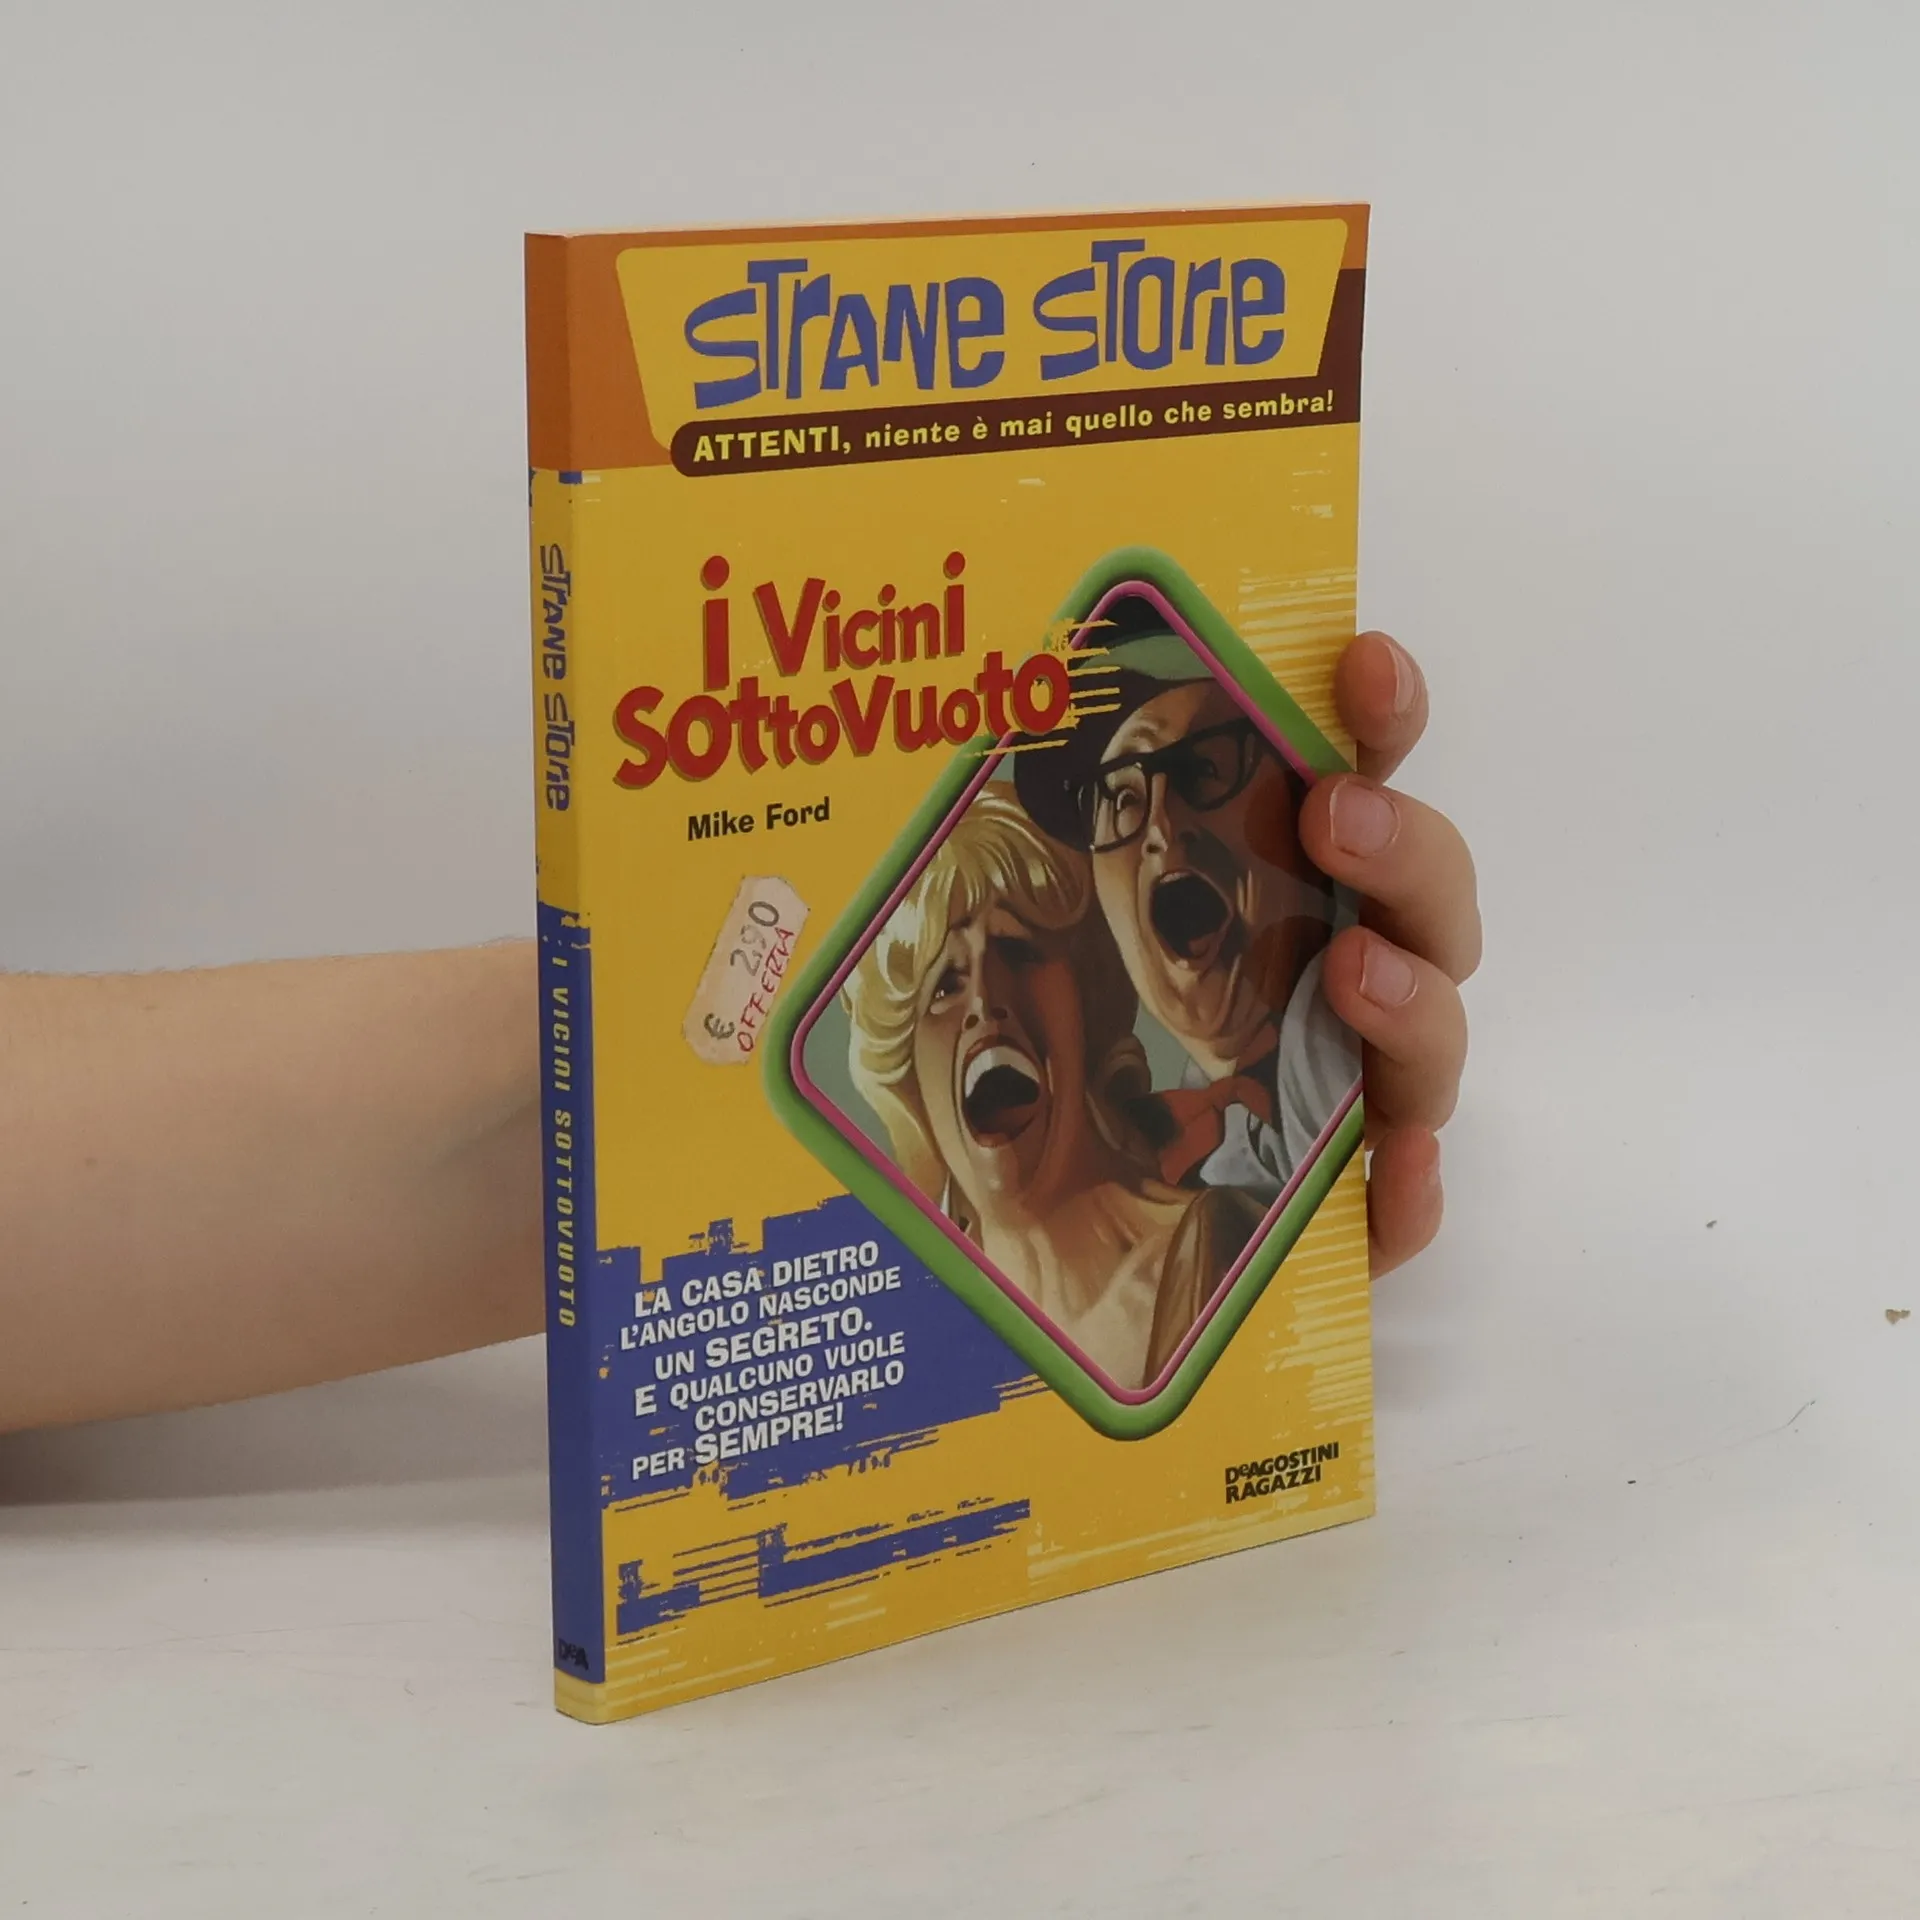 STRANE STORIE
ATTENTI, niente è mai quello che sembra!
i Vicini
SottoVuoto
Mike Ford
€ 2,90
OFFERTA
LA CASA DIETRO
L'ANGOLO NASCONDE
UN SEGRETO.
E QUALCUNO VUOLE
CONSERVARLO
PER SEMPRE!
DeAGOSTINI
RAGAZZI
STRANE STORIE
I VICINI SOTTOVUOTO
DeA